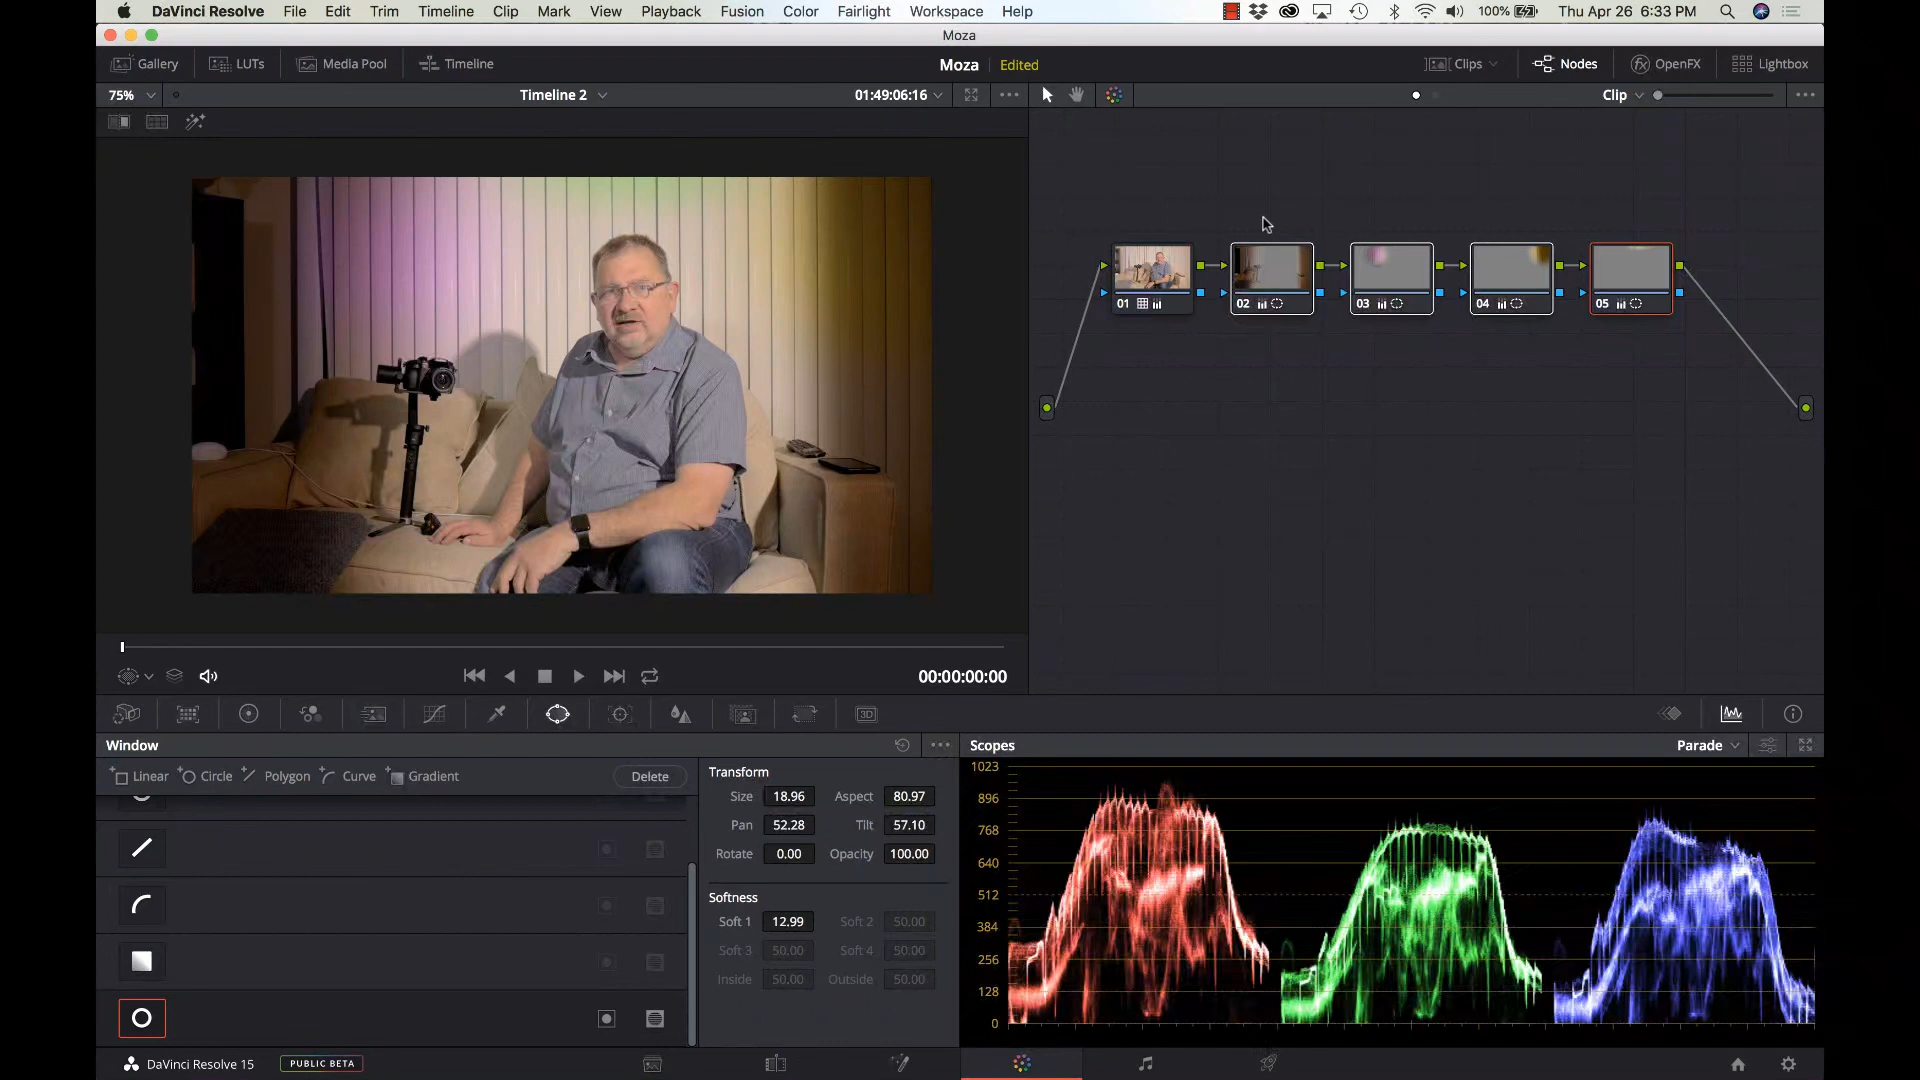 DaVinci Resolve File Edit Trim Timeline Clip Mark View Playback Fusion Color Fairlight Workspace Help 100% Thu Apr 26 6:33 PM
Moza
Gallery LUTs Media Pool Timeline Moza Edited Clips Nodes fx OpenFX Lightbox
75% Timeline 2 01:49:06:16 Clip
01 02 03 04 05
00:00:00:00
3D
Window
Linear Circle Polygon Curve Gradient Delete
Transform
Size 18.96 Aspect 80.97
Pan 52.28 Tilt 57.10
Rotate 0.00 Opacity 100.00
Softness
Soft 1 12.99 Soft 2 50.00
Soft 3 50.00 Soft 4 50.00
Inside 50.00 Outside 50.00
Scopes Parade
1023
896
768
640
512
384
256
128
0
DaVinci Resolve 15 PUBLIC BETA